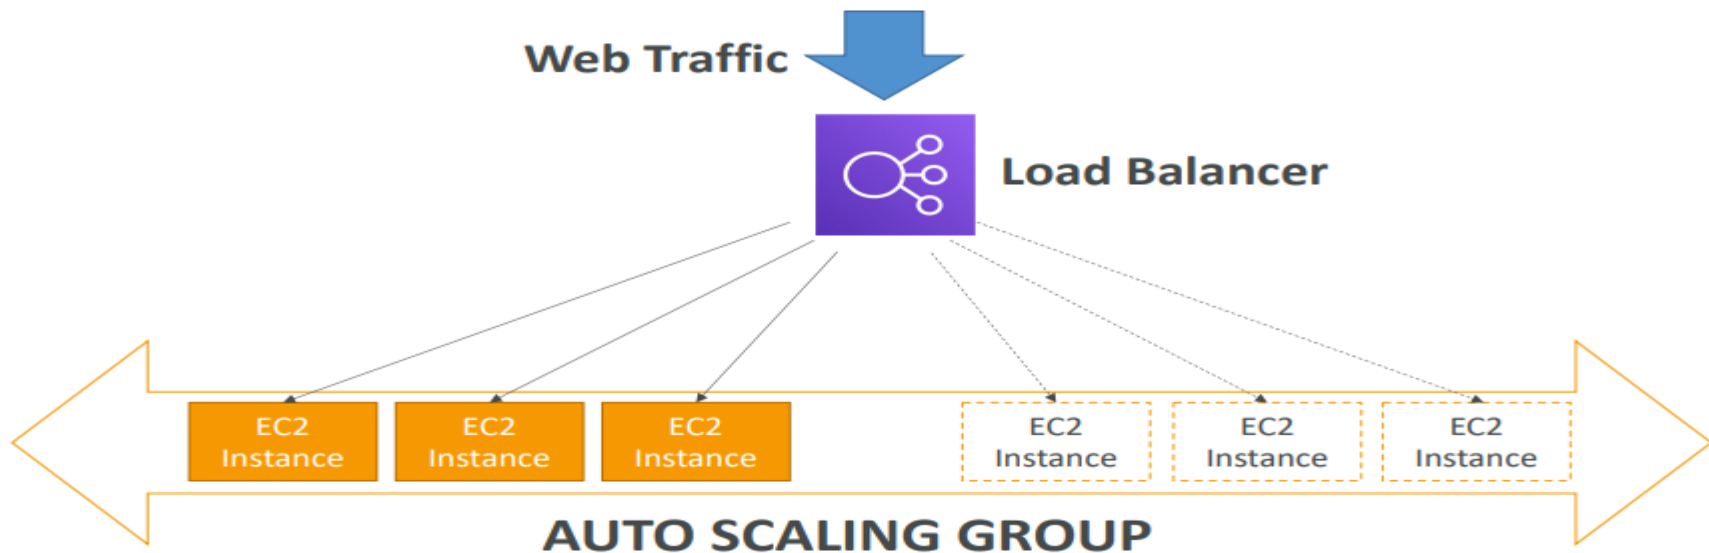 Web Traffic
Load Balancer
EC2
Instance
EC2
Instance
EC2
Instance
EC2
Instance
EC2
Instance
EC2
Instance
AUTO SCALING GROUP